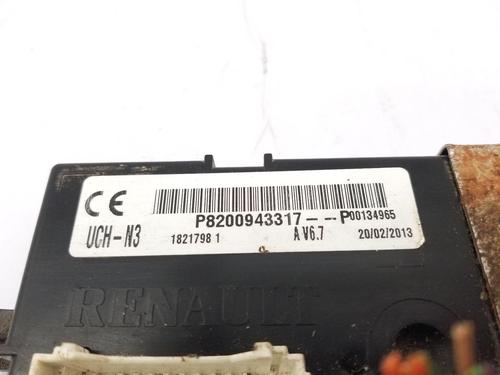 CE
P8200943317-- P00134965
UCH-N3 1821798 1 A V6.7 20/02/2013
RENAULT